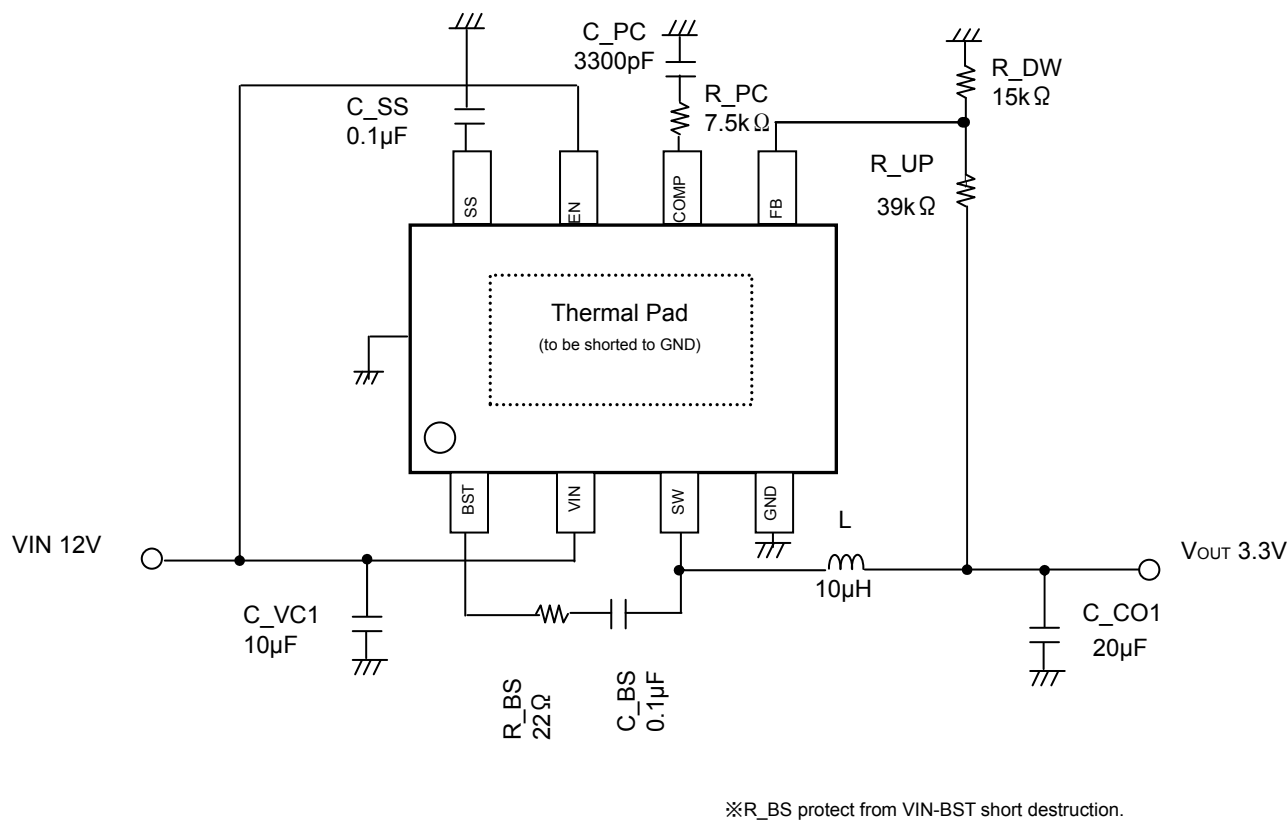 C_PC
3300pF
R_DW
15kΩ
C_SS
0.1µF
R_PC
7.5kΩ
R_UP
39kΩ
SS
EN
COMP
FB
Thermal Pad
(to be shorted to GND)
BST
VIN
SW
GND
L
10µH
VIN 12V
VOUT 3.3V
C_VC1
10µF
C_CO1
20µF
R_BS
22Ω
C_BS
0.1µF
※R_BS protect from VIN-BST short destruction.